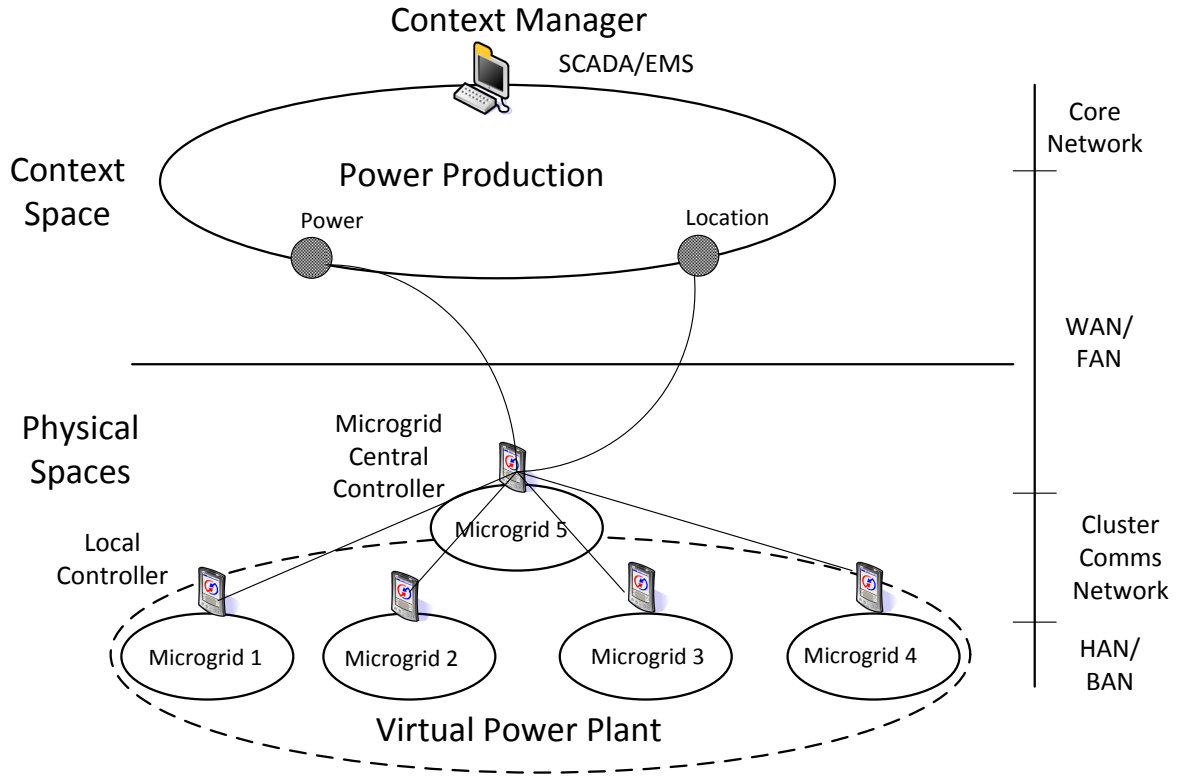 Context Manager
SCADA/EMS
Core
Network
Context
Space
Power Production
Power
Location
WAN/
FAN
Physical
Spaces
Microgrid
Central
Controller
Microgrid 5
Local
Controller
Cluster
Comms
Network
Microgrid 1
Microgrid 2
Microgrid 3
Microgrid 4
HAN/
BAN
Virtual Power Plant